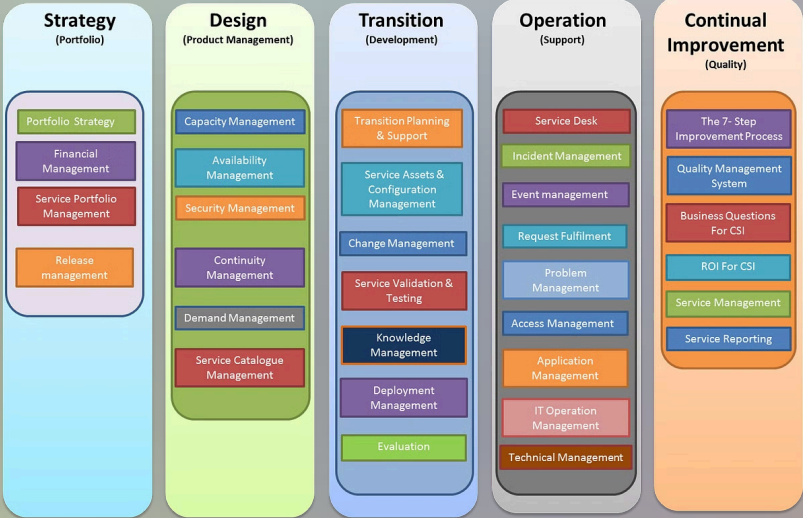 Strategy
(Portfolio)
Portfolio Strategy
Financial
Management
Service Portfolio
Management
Release
management
Design
(Product Management)
Capacity Management
Availability
Management
Security Management
Continuity
Management
Demand Management
Service Catalogue
Management
Transition
(Development)
Transition Planning
& Support
Service Assets &
Configuration
Management
Change Management
Service Validation &
Testing
Knowledge
Management
Deployment
Management
Evaluation
Operation
(Support)
Service Desk
Incident Management
Event management
Request Fulfilment
Problem
Management
Access Management
Application
Management
IT Operation
Management
Technical Management
Continual
Improvement
(Quality)
The 7- Step
Improvement Process
Quality Management
System
Business Questions
For CSI
ROI For CSI
Service Management
Service Reporting